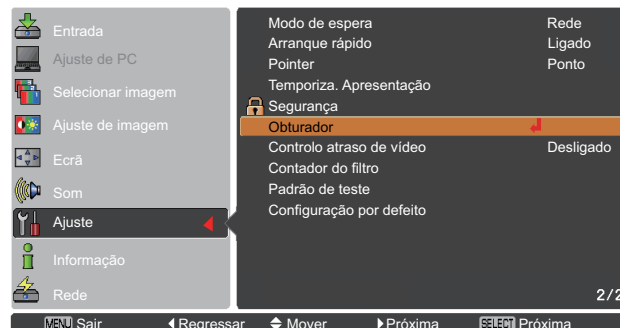 Entrada
Ajuste de PC
Selecionar imagem
Ajuste de imagem
Ecrã
Som
Ajuste
Informação
Rede
Modo de espera Rede
Arranque rápido Ligado
Pointer Ponto
Temporiza. Apresentação
Segurança
Obturador
Controlo atraso de vídeo Desligado
Contador do filtro
Padrão de teste
Configuração por defeito
2/2
MENU Sair Regressar Mover Próxima SELECT Próxima